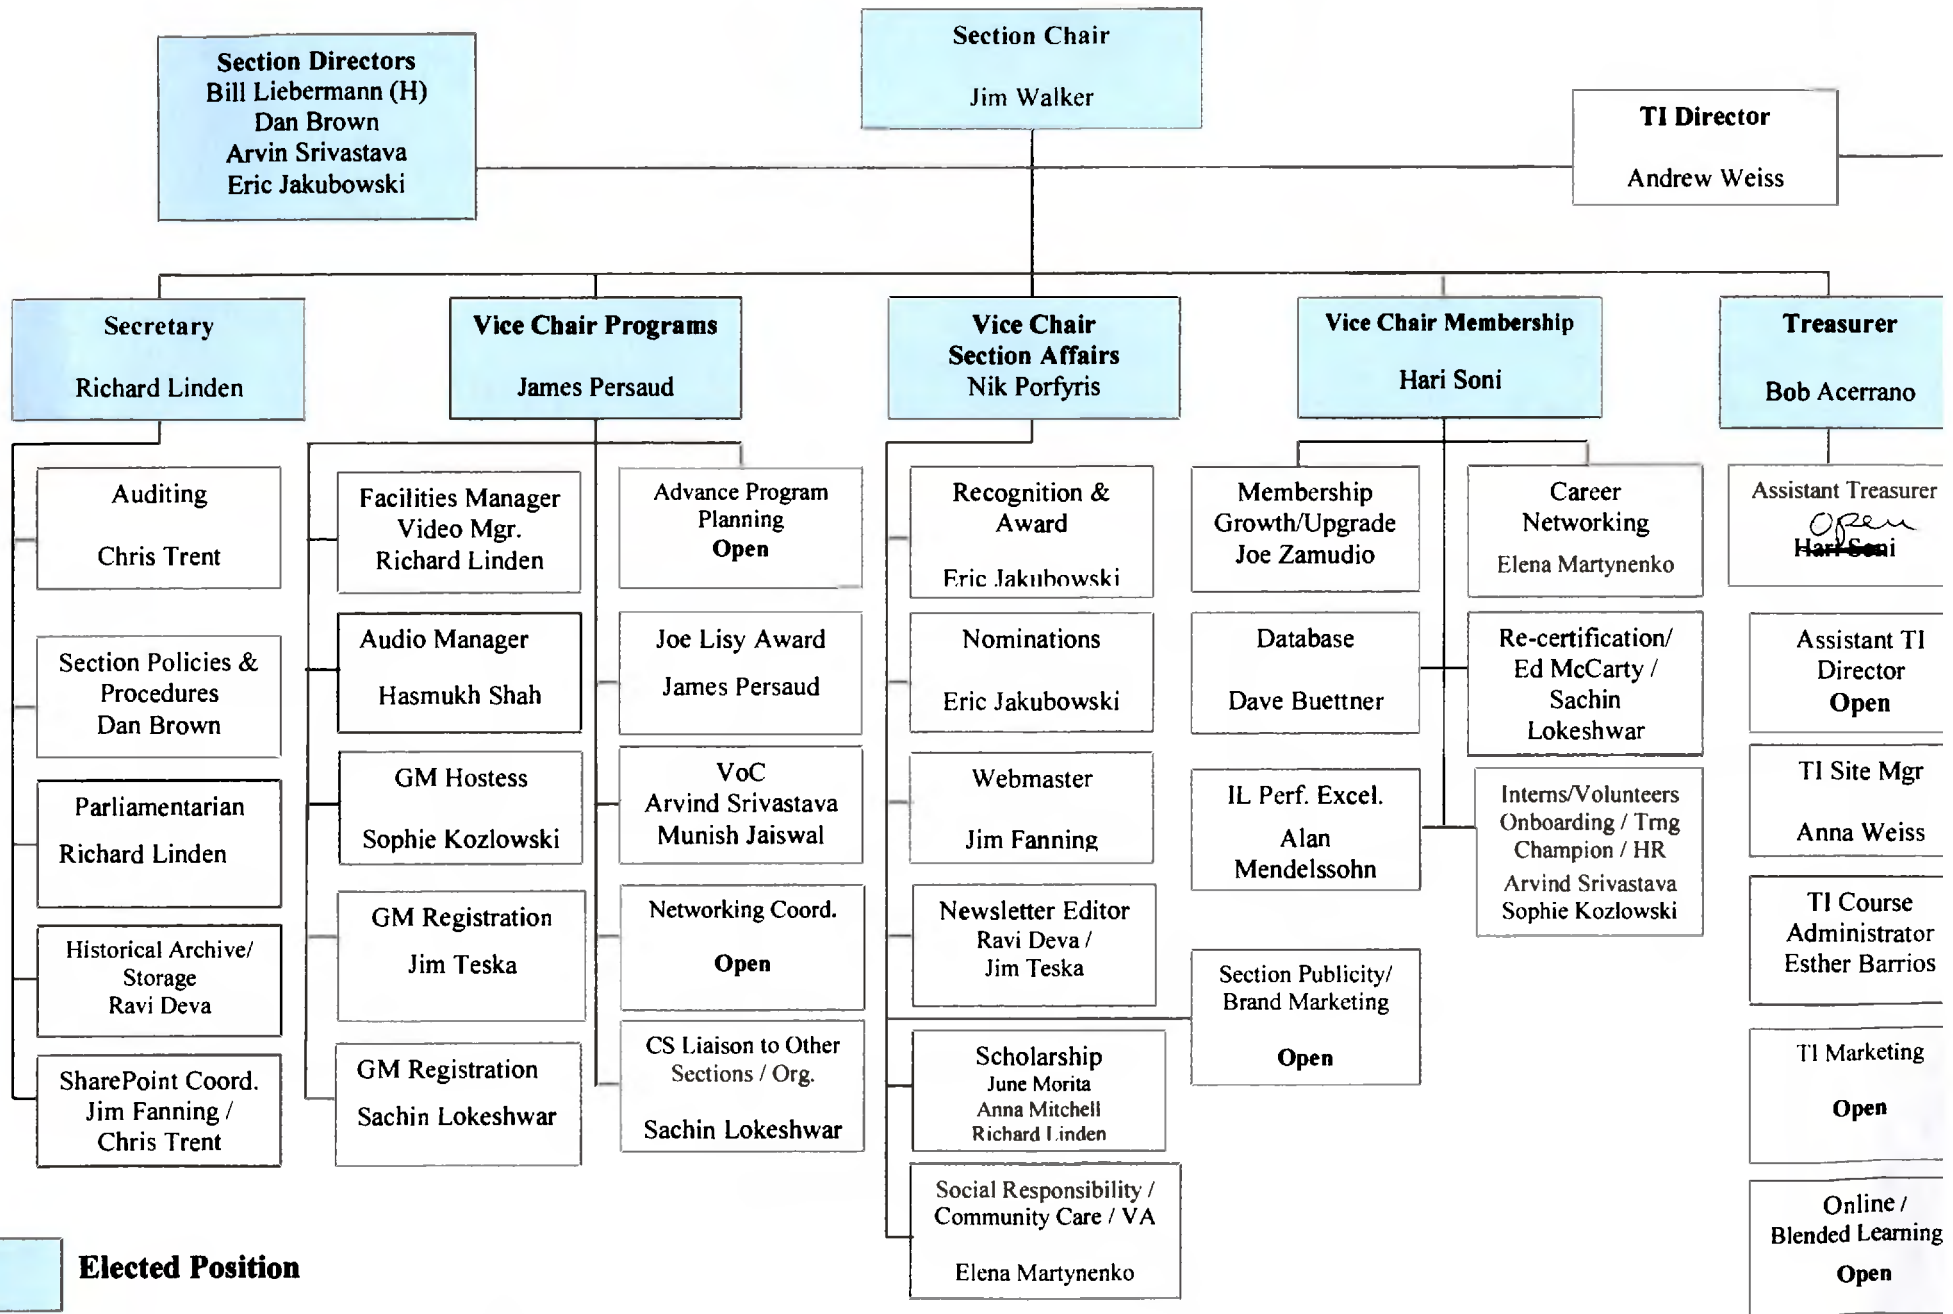 Section Directors
Bill Liebermann (H)
Dan Brown
Arvin Srivastava
Eric Jakubowski
Section Chair
Jim Walker
TI Director
Andrew Weiss
Secretary
Richard Linden
Vice Chair Programs
James Persaud
Vice Chair
Section Affairs
Nik Porfyris
Vice Chair Membership
Hari Soni
Treasurer
Bob Acerrano
Auditing
Chris Trent
Section Policies &
Procedures
Dan Brown
Parliamentarian
Richard Linden
Historical Archive/
Storage
Ravi Deva
SharePoint Coord.
Jim Fanning /
Chris Trent
Facilities Manager
Video Mgr.
Richard Linden
Audio Manager
Hasmukh Shah
GM Hostess
Sophie Kozlowski
GM Registration
Jim Teska
GM Registration
Sachin Lokeshwar
Advance Program
Planning
Open
Joe Lisy Award
James Persaud
VoC
Arvind Srivastava
Munish Jaiswal
Networking Coord.
Open
CS Liaison to Other
Sections / Org.
Sachin Lokeshwar
Recognition &
Award
Eric Jakubowski
Nominations
Eric Jakubowski
Webmaster
Jim Fanning
Newsletter Editor
Ravi Deva /
Jim Teska
Section Publicity/
Brand Marketing
Open
Scholarship
June Morita
Anna Mitchell
Richard Linden
Social Responsibility /
Community Care / VA
Elena Martynenko
Membership
Growth/Upgrade
Joe Zamudio
Database
Dave Buettner
IL Perf. Excel.
Alan
Mendelssohn
Career
Networking
Elena Martynenko
Re-certification/
Ed McCarty /
Sachin
Lokeshwar
Interns/Volunteers
Onboarding / Trng
Champion / HR
Arvind Srivastava
Sophie Kozlowski
Assistant Treasurer
Open
Hari Soni
Assistant TI
Director
Open
TI Site Mgr
Anna Weiss
TI Course
Administrator
Esther Barrios
TI Marketing
Open
Online /
Blended Learning
Open
Elected Position